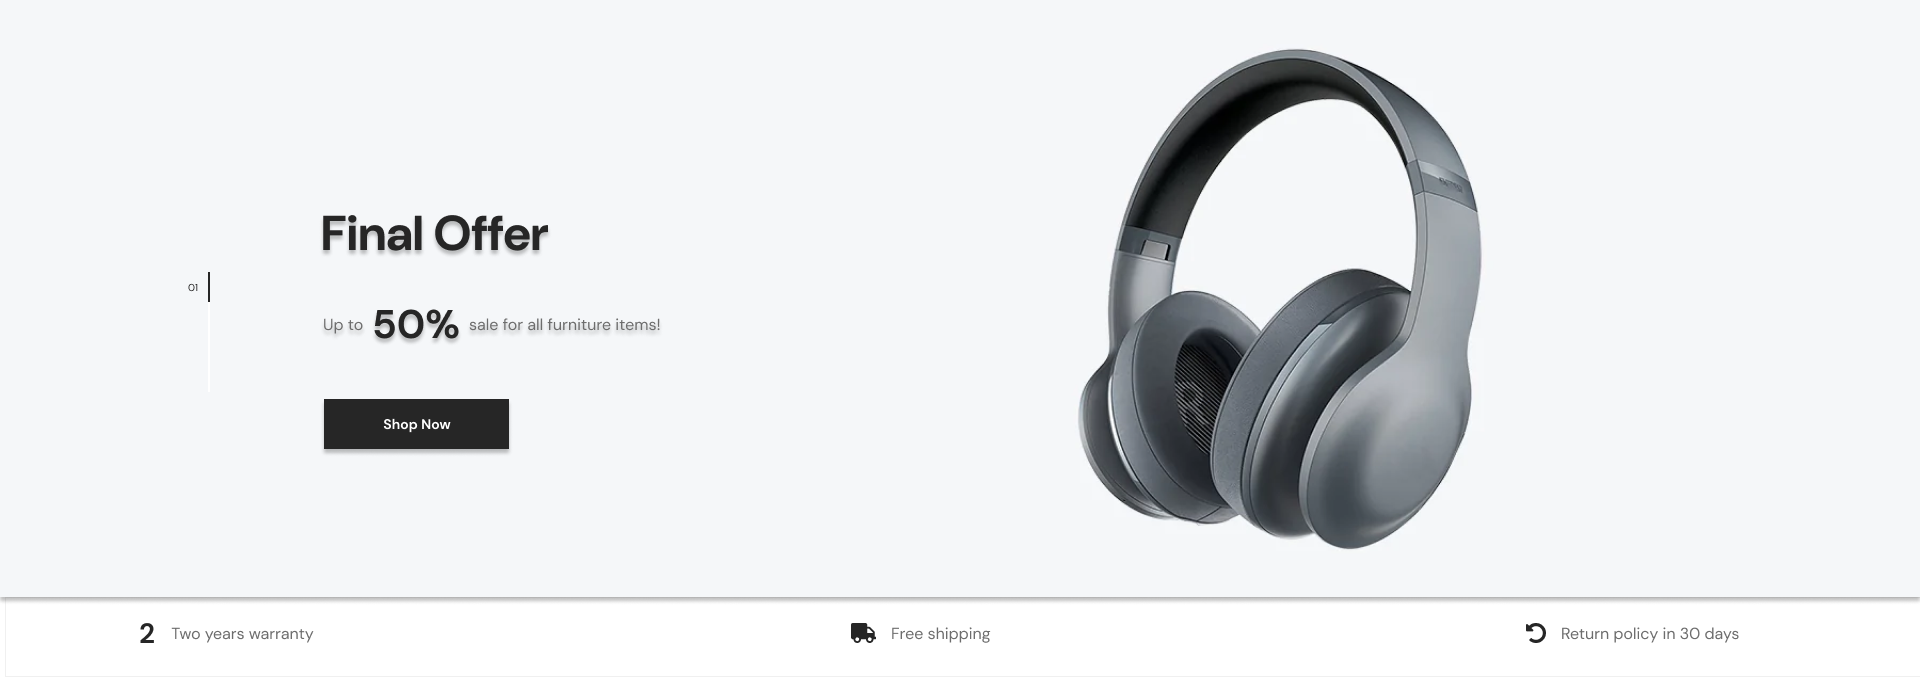 Final Offer
01
Up to 50% sale for all furniture items!
Shop Now
2 Two years warranty
Free shipping
Return policy in 30 days